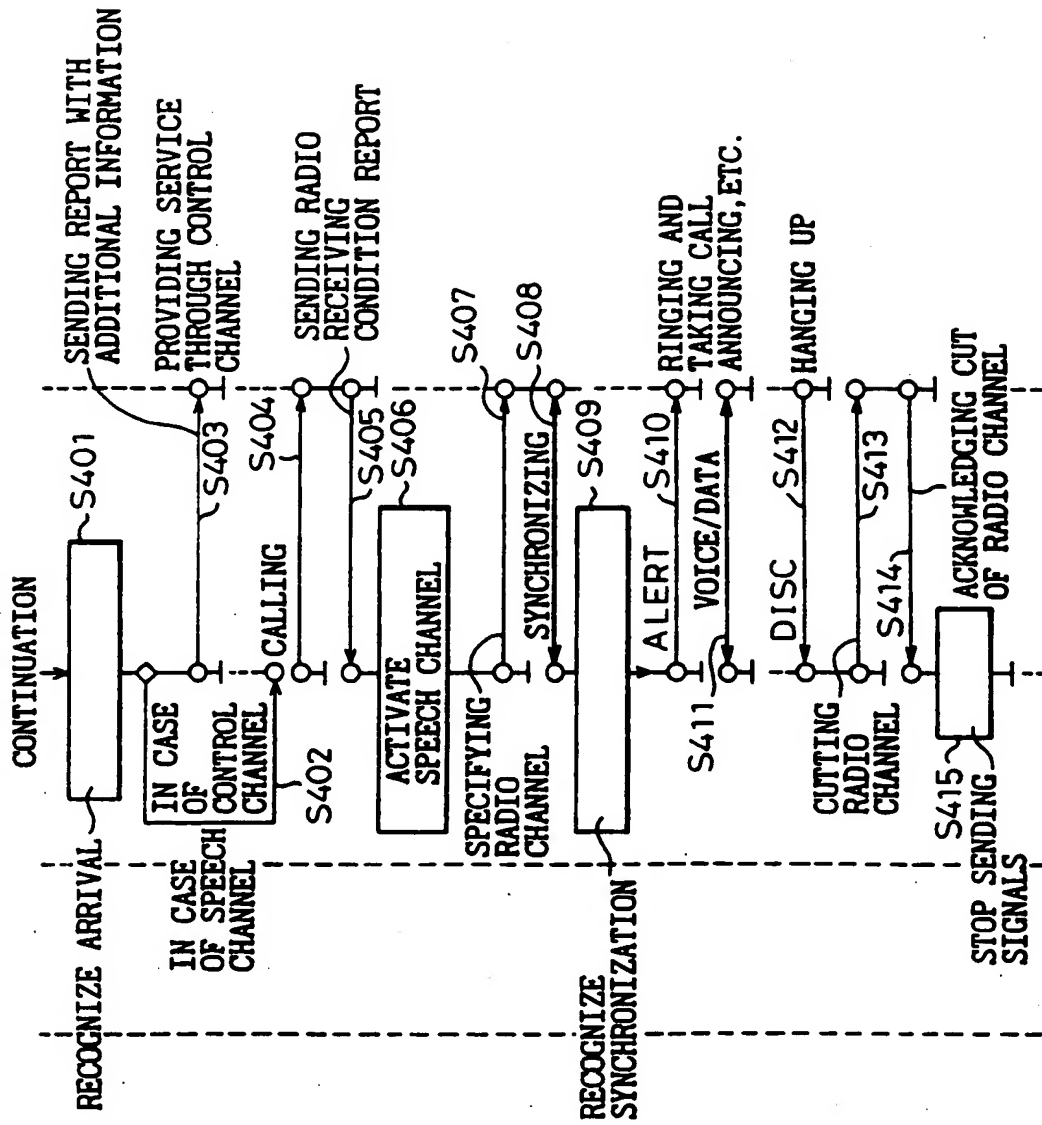 CONTINUATION
RECOGNIZE ARRIVAL
S401
SENDING REPORT WITH
ADDITIONAL INFORMATION
IN CASE
OF CONTROL
CHANNEL
IN CASE
OF SPEECH
CHANNEL
S403
PROVIDING SERVICE
THROUGH CONTROL
CHANNEL
S402
CALLING
S404
SENDING RADIO
RECEIVING
CONDITION REPORT
S405
ACTIVATE
SPEECH CHANNEL
S406
SPECIFYING
RADIO
CHANNEL
S407
SYNCHRONIZING
S408
RECOGNIZE
SYNCHRONIZATION
S409
ALERT
S410
RINGING AND
TAKING CALL
S411
VOICE/DATA
ANNOUNCING,ETC.
DISC
S412
HANGING UP
CUTTING
RADIO
CHANNEL
S413
S414
ACKNOWLEDGING CUT
OF RADIO CHANNEL
S415
STOP SENDING
SIGNALS